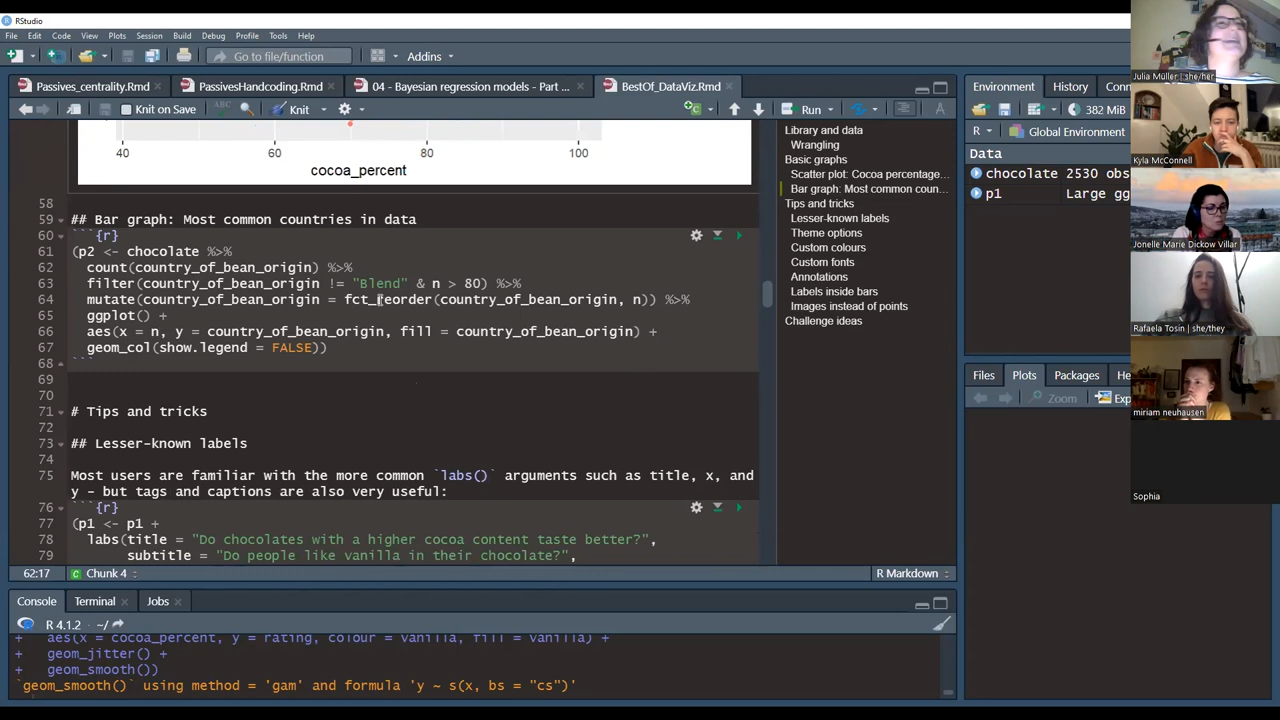 RStudio
File Edit Code View Plots Session Build Debug Profile Tools Help
Go to file/function
Addins
Passives_centrality.Rmd
PassivesHandcoding.Rmd
04 - Bayesian regression models - Part ...
BestOf_DataViz.Rmd
Knit on Save
Knit
Run
40 60 80 100
cocoa_percent
58
59 ## Bar graph: Most common countries in data
60 ```{r}
61 (p2 <- chocolate %>%
62 count(country_of_bean_origin) %>%
63 filter(country_of_bean_origin != "Blend" & n > 80) %>%
64 mutate(country_of_bean_origin = fct_reorder(country_of_bean_origin, n)) %>%
65 ggplot() +
66 aes(x = n, y = country_of_bean_origin, fill = country_of_bean_origin) +
67 geom_col(show.legend = FALSE))
68 ```
69
70
71 # Tips and tricks
72
73 ## Lesser-known labels
74
75 Most users are familiar with the more common `labs()` arguments such as title, x, and
y - but tags and captions are also very useful:
76 ```{r}
77 (p1 <- p1 +
78 labs(title = "Do chocolates with a higher cocoa content taste better?",
79 subtitle = "Do people like vanilla in their chocolate?",
62:17
Chunk 4
R Markdown
Library and data
Wrangling
Basic graphs
Scatter plot: Cocoa percentage...
Bar graph: Most common coun...
Tips and tricks
Lesser-known labels
Theme options
Custom colours
Custom fonts
Annotations
Labels inside bars
Images instead of points
Challenge ideas
Console
Terminal
Jobs
R 4.1.2 · ~/
+ aes(x = cocoa_percent, y = rating, colour = vanilla, fill = vanilla) +
+ geom_jitter() +
+ geom_smooth())
`geom_smooth()` using method = 'gam' and formula 'y ~ s(x, bs = "cs")'
Environment
History
Con
382 MiB
R
Global Environment
Data
chocolate 2530 obs
p1 Large gg
Files
Plots
Packages
He
Zoom
Exp
Julia Müller | she/her
Kyla McConnell
Jonelle Marie Dickow Villar
Rafaela Tosin | she/they
miriam neuhausen
Sophia